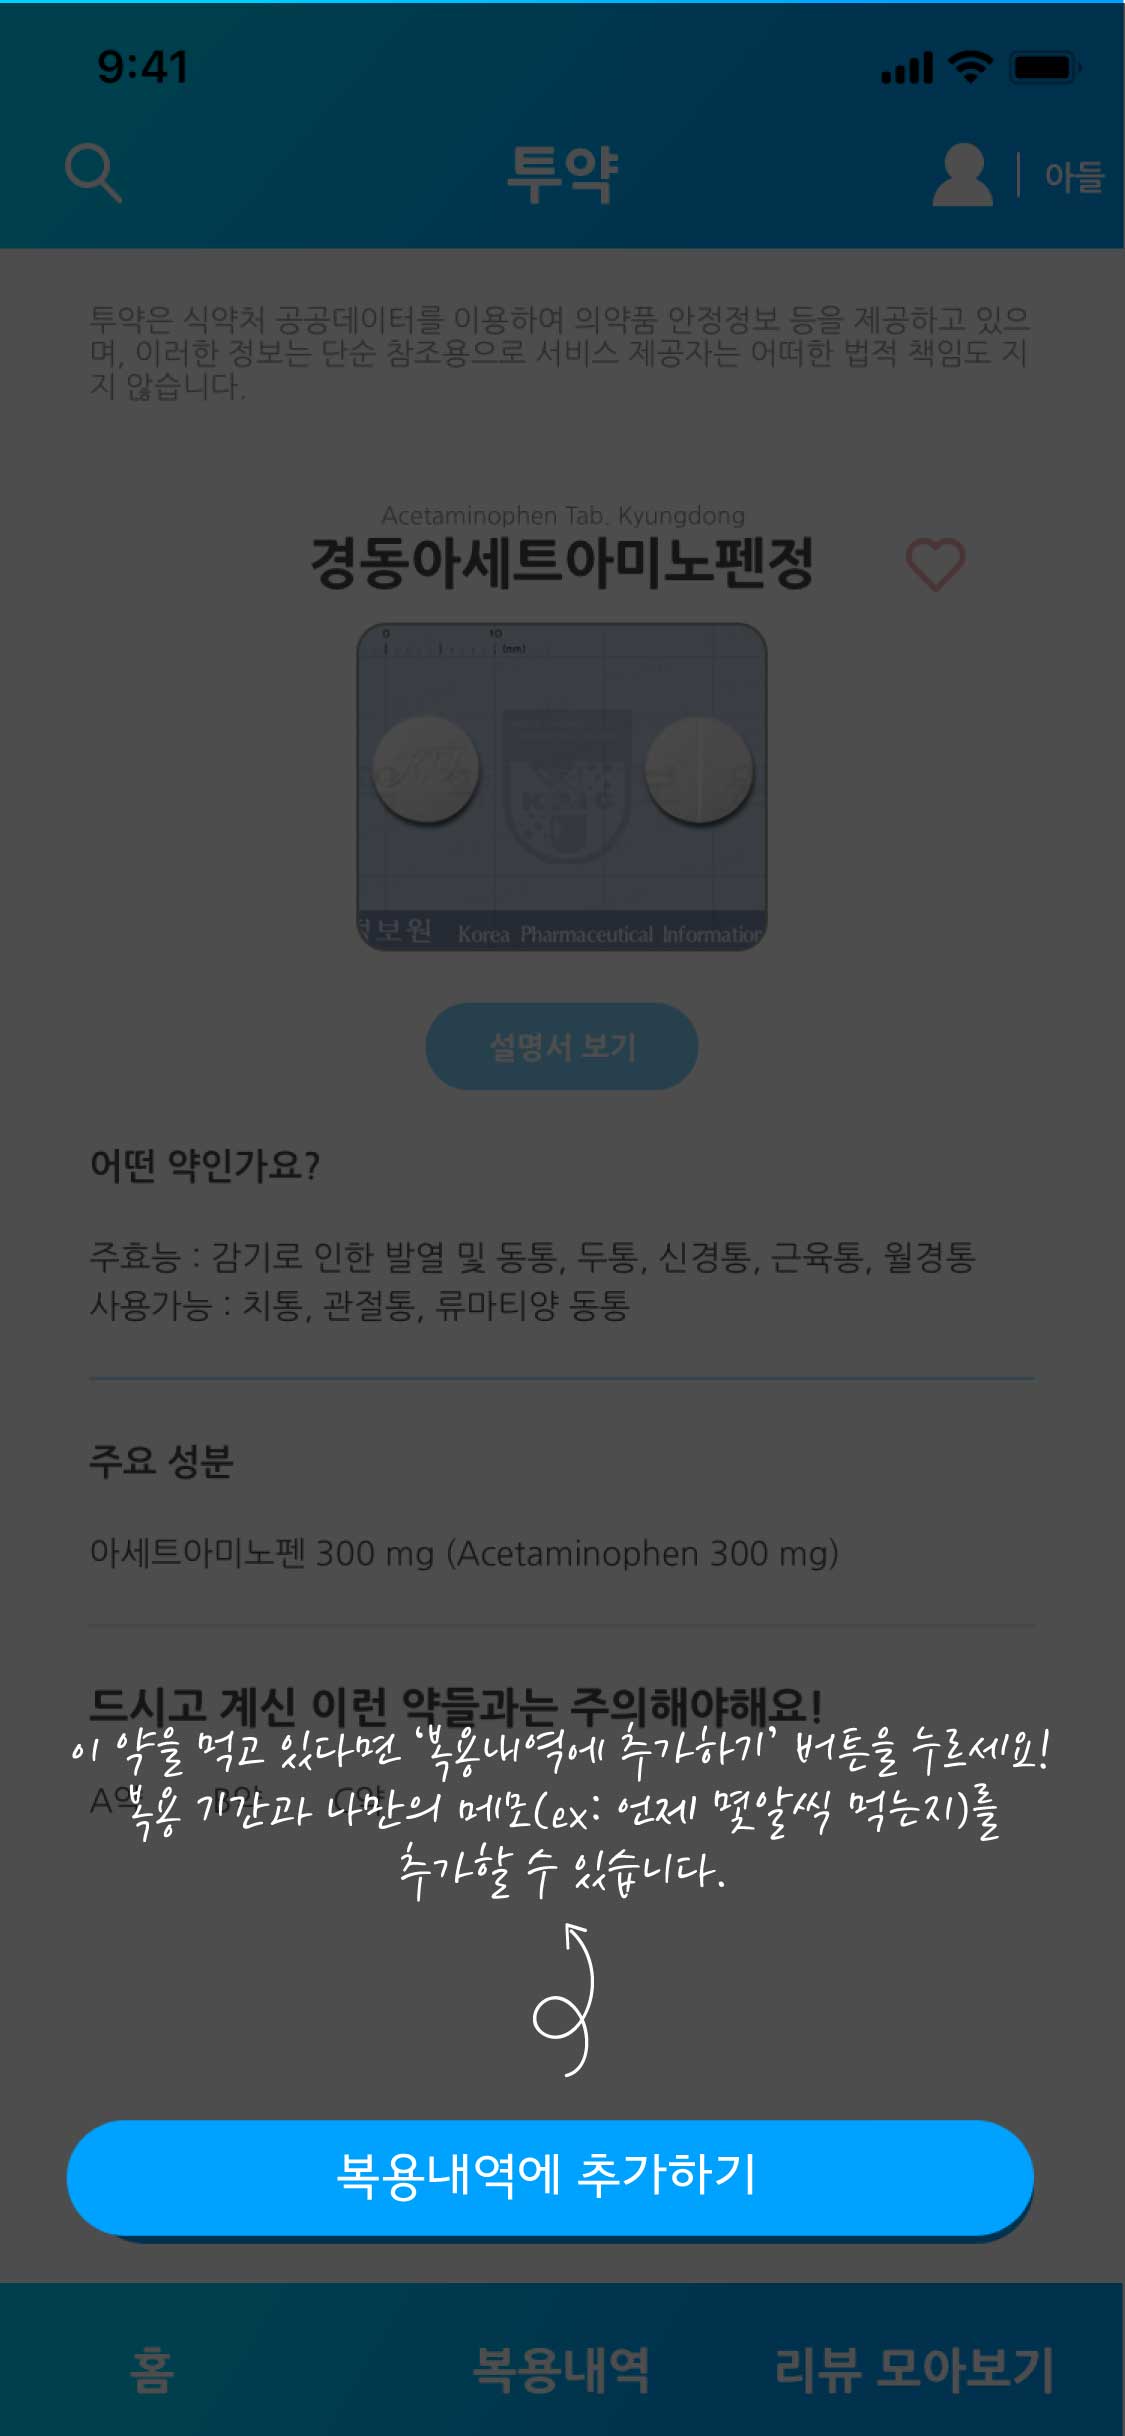 9:41
투약
아들
투약은 식약처 공공데이터를 이용하여 의약품 안정정보 등을 제공하고 있으
며, 이러한 정보는 단순 참조용으로 서비스 제공자는 어떠한 법적 책임도 지
지 않습니다.
Acetaminophen Tab. Kyungdong
경동아세트아미노펜정
0 10
(mm)
보원 Korea Pharmaceutical Information
설명서 보기
어떤 약인가요?
주효능 : 감기로 인한 발열 및 동통, 두통, 신경통, 근육통, 월경통
사용가능 : 치통, 관절통, 류마티양 동통
주요 성분
아세트아미노펜 300 mg (Acetaminophen 300 mg)
드시고 계신 이런 약들과는 주의해야해요!
이 약을 먹고 있다면 ‘복용내역에 추가하기’ 버튼을 누르세요!
A약 B약 C약
복용 기간과 나만의 메모(ex: 언제 몇알씩 먹는지)를
추가할 수 있습니다.
복용내역에 추가하기
홈 복용내역 리뷰 모아보기